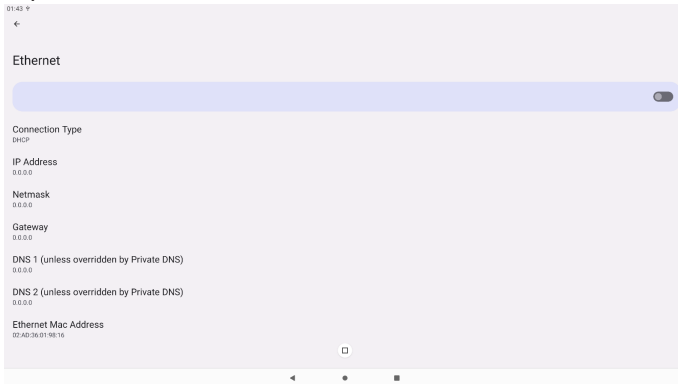 01:43
Ethernet
Connection Type
DHCP
IP Address
0.0.0.0
Netmask
0.0.0.0
Gateway
0.0.0.0
DNS 1 (unless overridden by Private DNS)
0.0.0.0
DNS 2 (unless overridden by Private DNS)
0.0.0.0
Ethernet Mac Address
02:AD:36:01:98:16